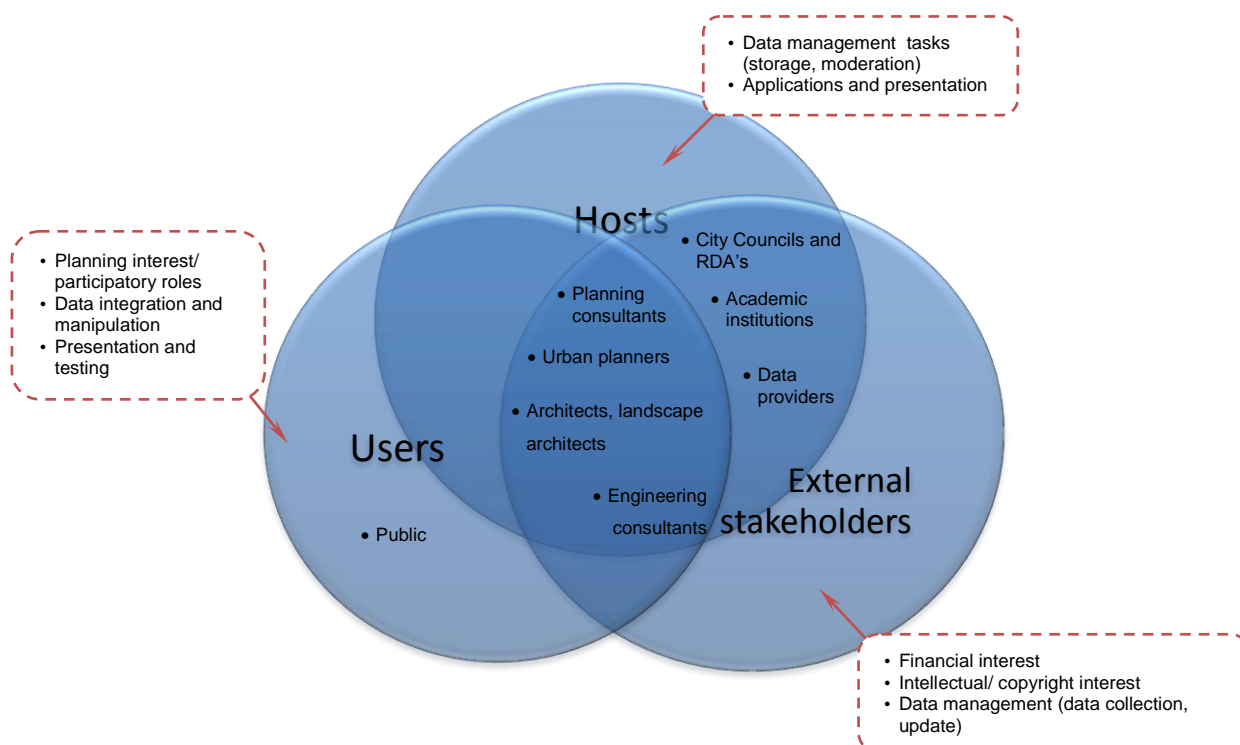 • Data management tasks
(storage, moderation)
• Applications and presentation
Hosts
• City Councils and
RDA's
• Planning interest/
participatory roles
• Data integration and
manipulation
• Presentation and
testing
• Planning
consultants
• Academic
institutions
• Urban planners
• Data
providers
• Architects, landscape
architects
Users
External
stakeholders
• Engineering
consultants
• Public
• Financial interest
• Intellectual/ copyright interest
• Data management (data collection,
update)